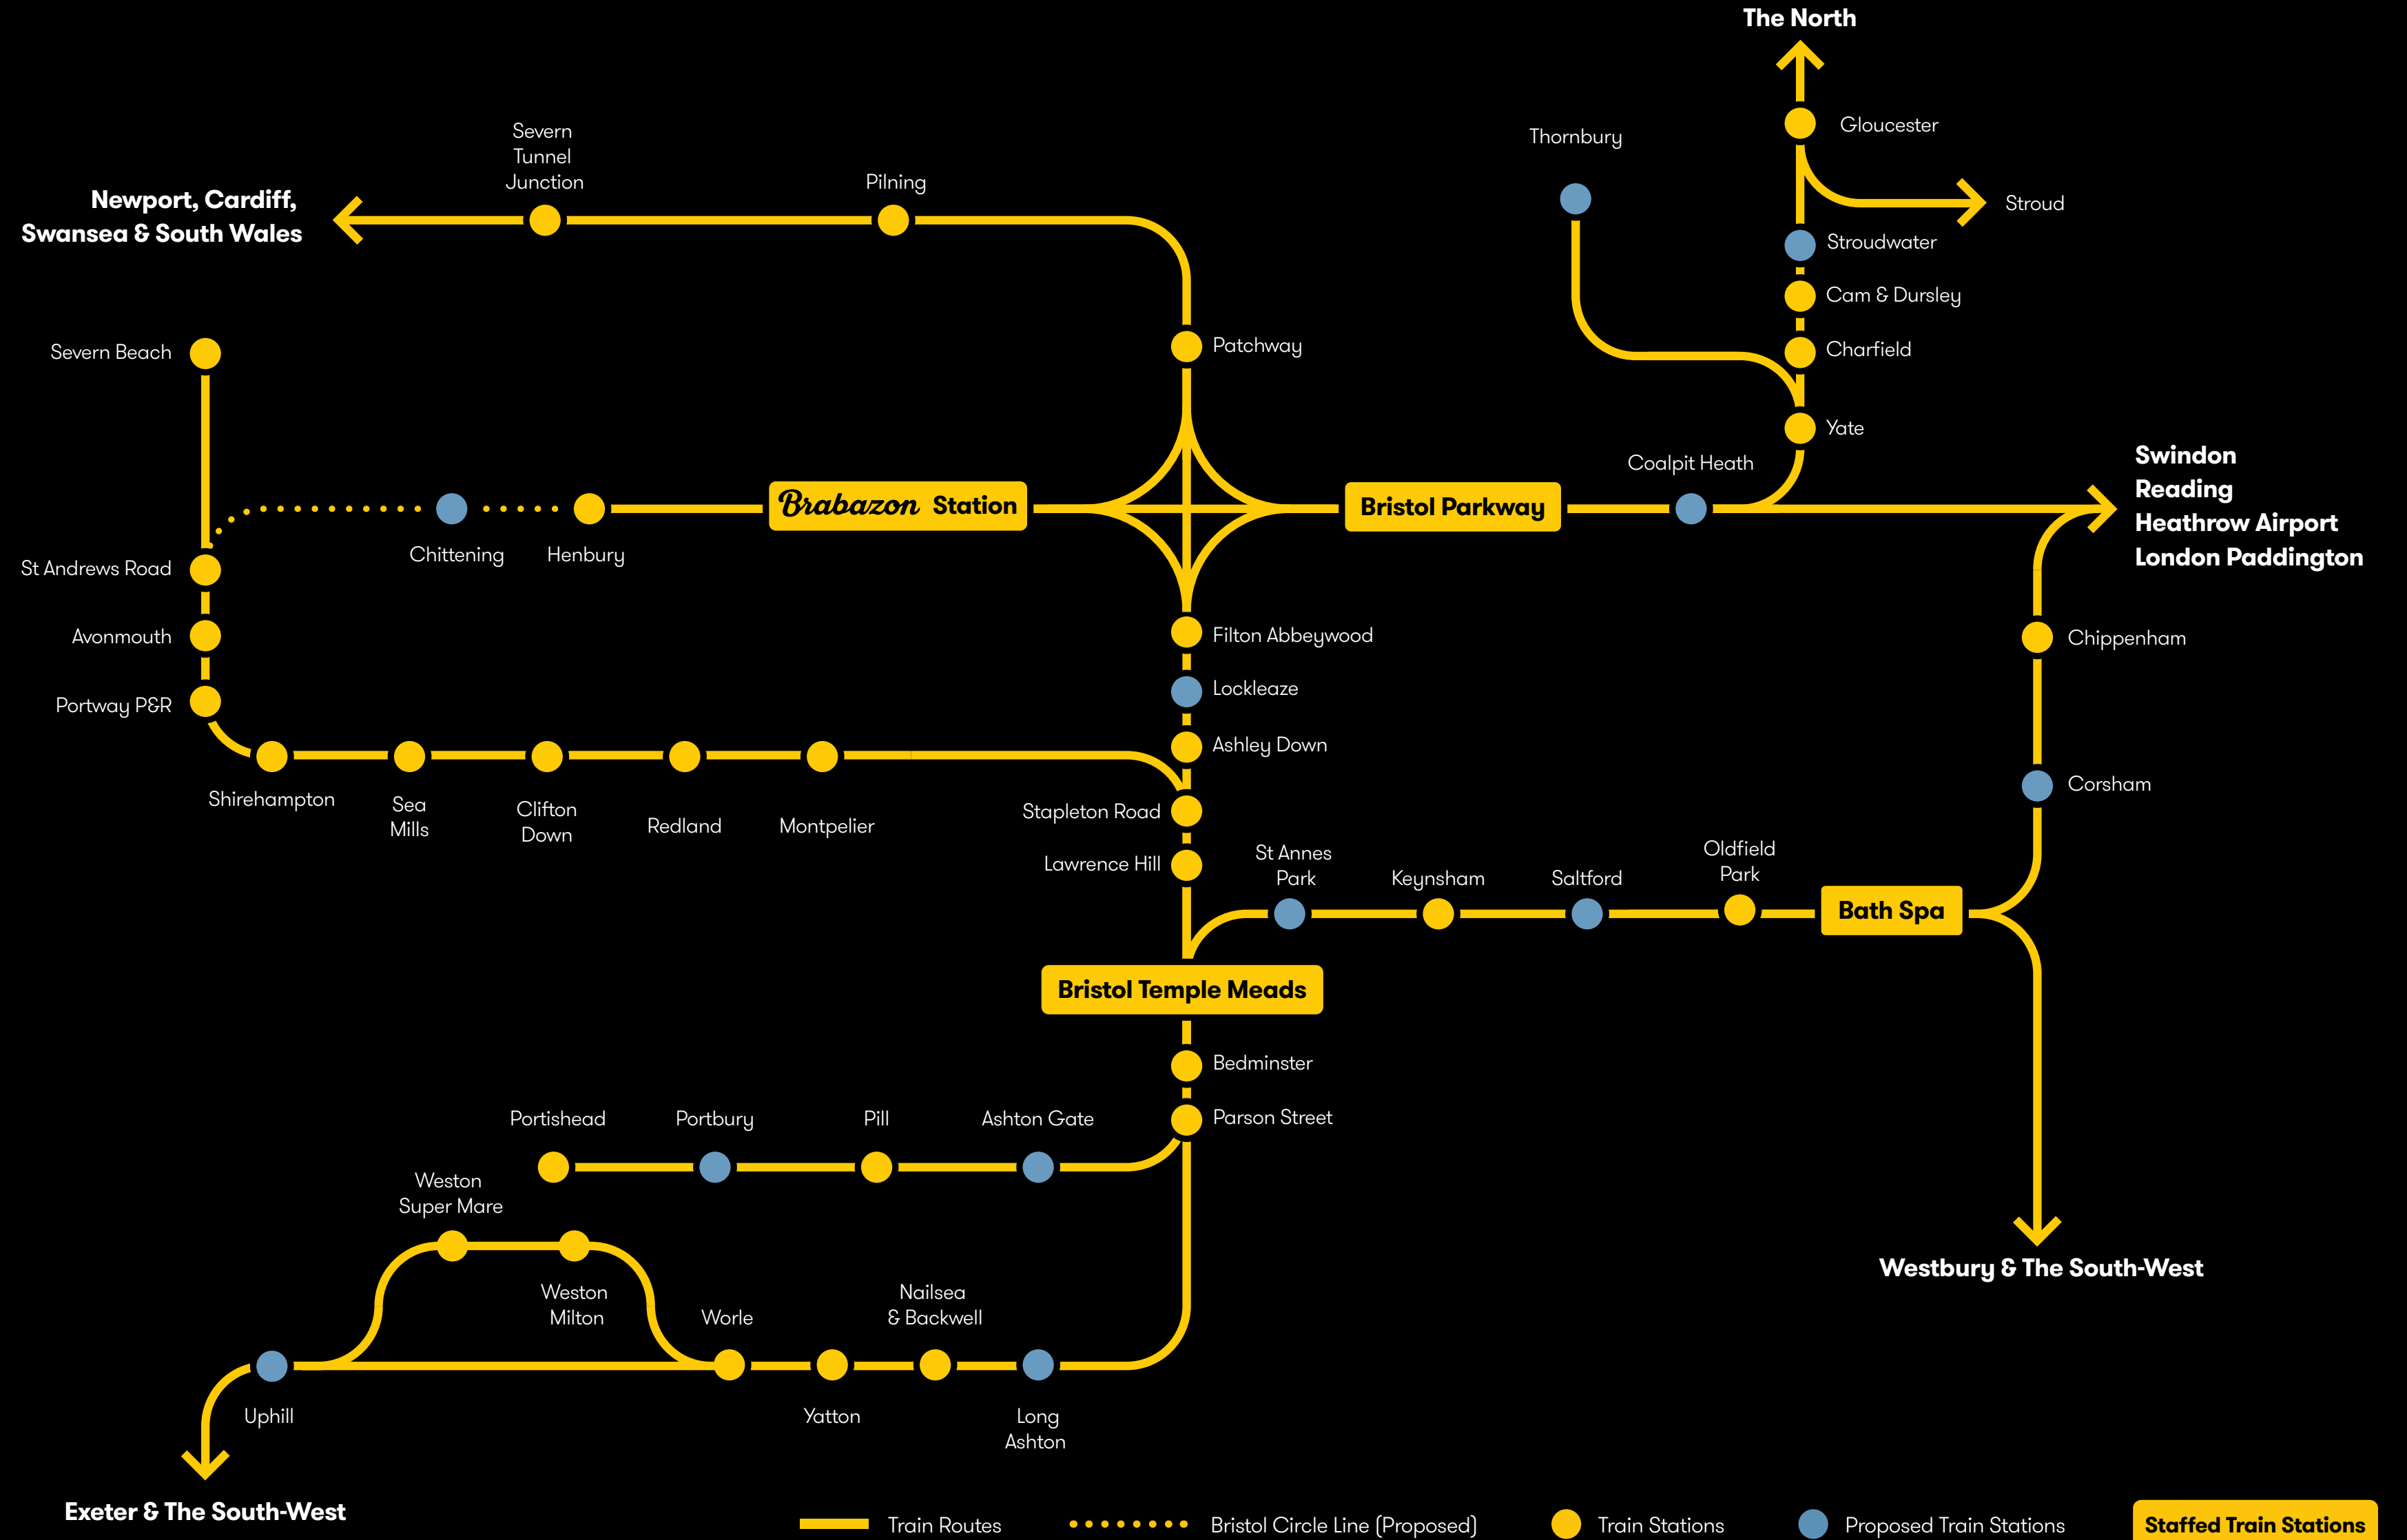 The North
Gloucester
Thornbury
Severn
Tunnel
Junction
Pilning
Newport, Cardiff,
Swansea & South Wales
Stroud
Stroudwater
Cam & Dursley
Severn Beach
Patchway
Charfield
Yate
Coalpit Heath
Swindon
Reading
Heathrow Airport
London Paddington
Brabazon Station
Bristol Parkway
Chittening
Henbury
St Andrews Road
Avonmouth
Filton Abbeywood
Chippenham
Portway P&R
Lockleaze
Ashley Down
Corsham
Shirehampton
Sea
Mills
Clifton
Down
Redland
Montpelier
Stapleton Road
Lawrence Hill
St Annes
Park
Keynsham
Saltford
Oldfield
Park
Bath Spa
Bristol Temple Meads
Bedminster
Parson Street
Portishead
Portbury
Pill
Ashton Gate
Weston
Super Mare
Weston
Milton
Worle
Nailsea
& Backwell
Westbury & The South-West
Uphill
Yatton
Long
Ashton
Exeter & The South-West
Train Routes
Bristol Circle Line (Proposed)
Train Stations
Proposed Train Stations
Staffed Train Stations